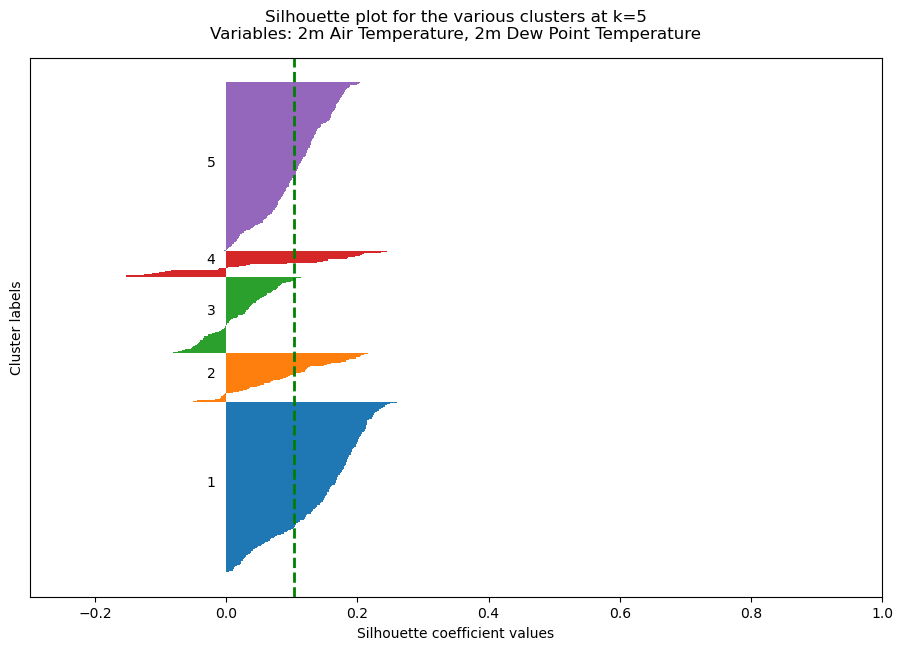 Silhouette plot for the various clusters at k=5
Variables: 2m Air Temperature, 2m Dew Point Temperature
5
4
3
2
1
Cluster labels
−0.2 0.0 0.2 0.4 0.6 0.8 1.0
Silhouette coefficient values